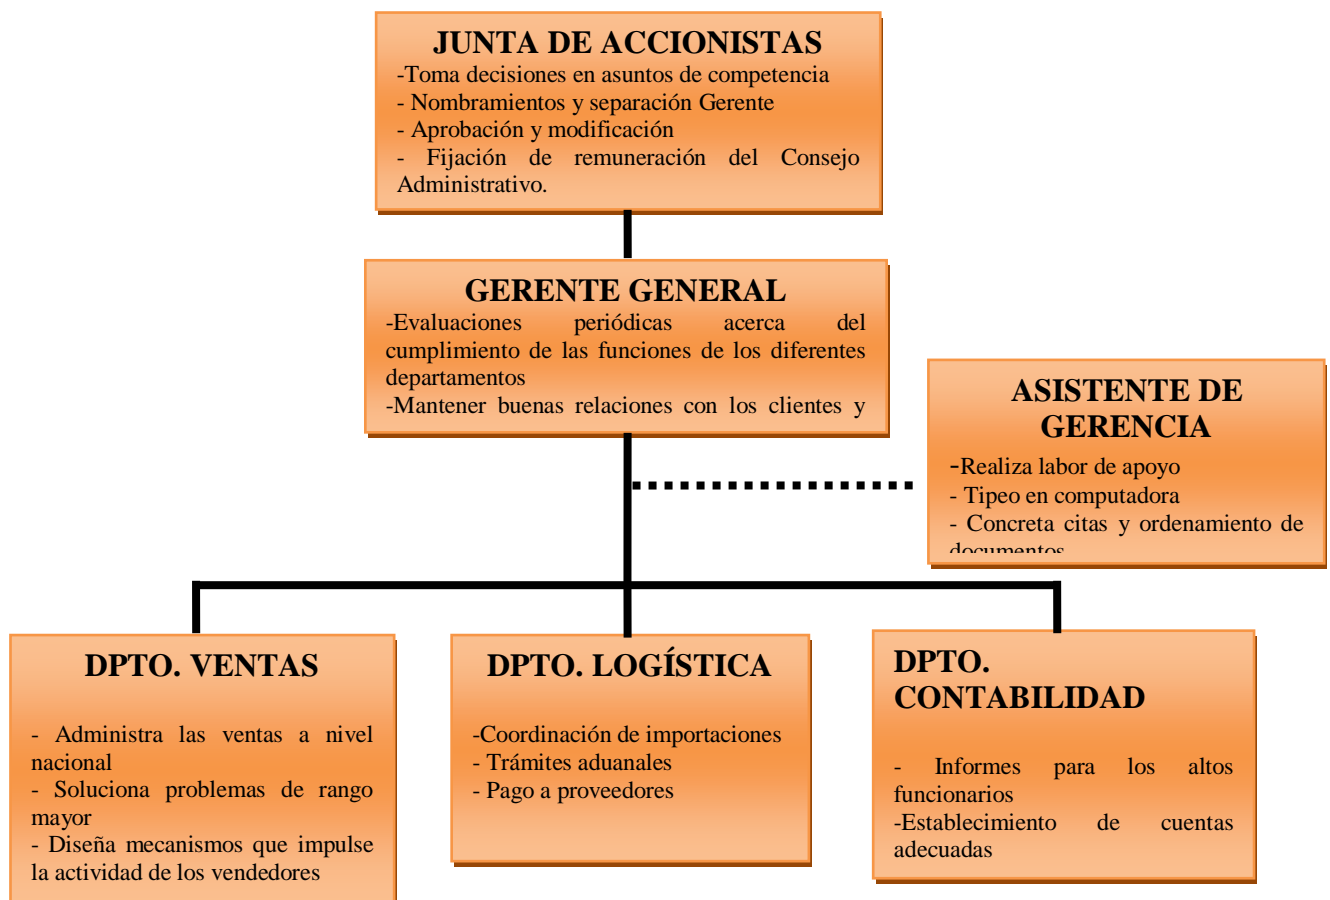 JUNTA DE ACCIONISTAS
-Toma decisiones en asuntos de competencia
- Nombramientos y separación Gerente
- Aprobación y modificación
- Fijación de remuneración del Consejo
Administrativo.
GERENTE GENERAL
-Evaluaciones periódicas acerca del
cumplimiento de las funciones de los diferentes
departamentos
-Mantener buenas relaciones con los clientes y
ASISTENTE DE
GERENCIA
-Realiza labor de apoyo
- Tipeo en computadora
- Concreta citas y ordenamiento de
documentos
DPTO. VENTAS
- Administra las ventas a nivel
nacional
- Soluciona problemas de rango
mayor
- Diseña mecanismos que impulse
la actividad de los vendedores
DPTO. LOGÍSTICA
-Coordinación de importaciones
- Trámites aduanales
- Pago a proveedores
DPTO.
CONTABILIDAD
- Informes para los altos
funcionarios
-Establecimiento de cuentas
adecuadas